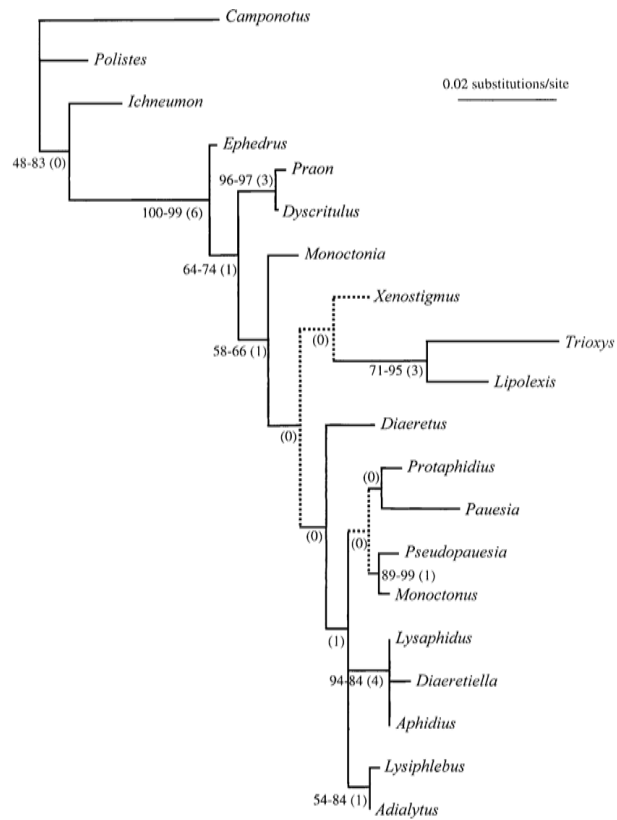 Camponotus
Polistes
0.02 substitutions/site
Ichneumon
48-83 (0)
Ephedrus
Praon
96-97 (3)
100-99 (6)
Dyscritulus
Monoctonia
64-74 (1)
Xenostigmus
(0)
Trioxys
58-66 (1)
71-95 (3)
Lipolexis
Diaeretus
(0)
Protaphidius
(0)
Pauesia
(0)
(0)
Pseudopauesia
89-99 (1)
Monoctonus
(1)
Lysaphidus
94-84 (4)
Diaeretiella
Aphidius
Lysiphlebus
54-84 (1)
Adialytus